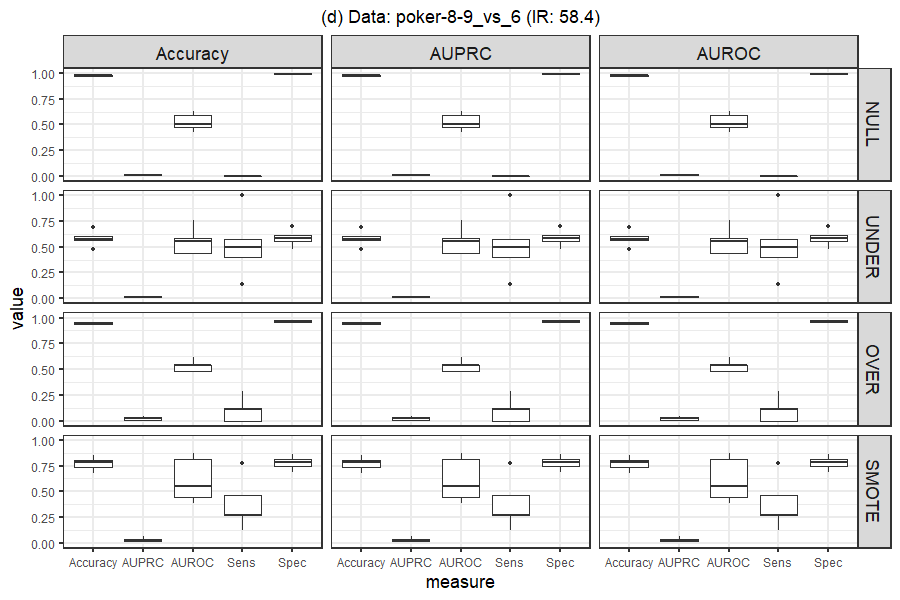 (d) Data: poker-8-9_vs_6 (IR: 58.4)
Accuracy AUPRC AUROC
1.00
0.75
0.50
0.25
0.00
NULL
1.00
0.75
0.50
0.25
0.00
UNDER
value
1.00
0.75
0.50
0.25
0.00
OVER
1.00
0.75
0.50
0.25
0.00
SMOTE
Accuracy AUPRC AUROC Sens Spec Accuracy AUPRC AUROC Sens Spec Accuracy AUPRC AUROC Sens Spec
measure